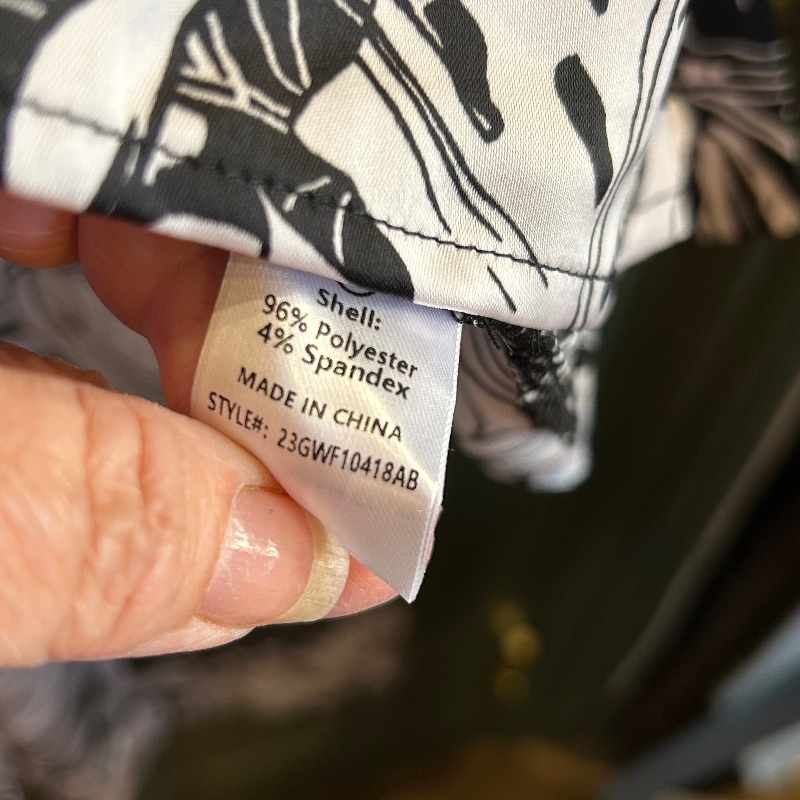 Shell:
96% Polyester
4% Spandex
MADE IN CHINA
STYLE#: 23GWF10418AB